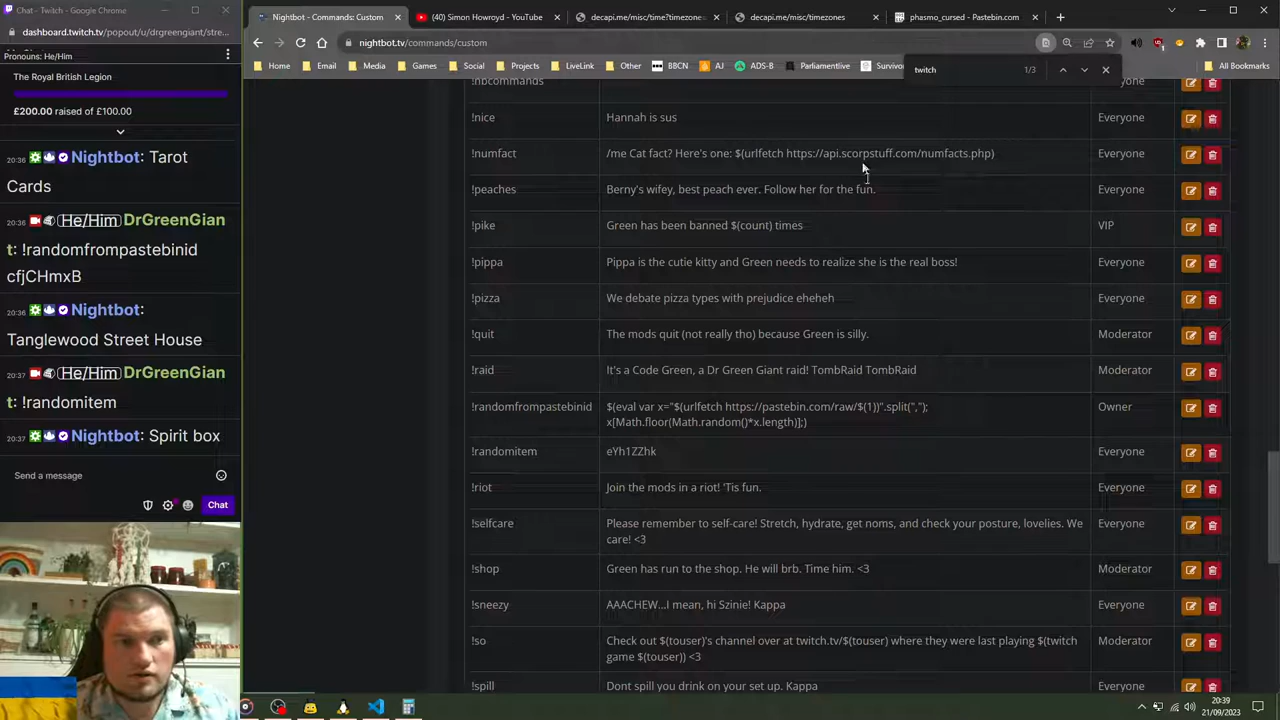 Chat - Twitch - Google Chrome
dashboard.twitch.tv/popout/u/drgreengiant/stre...
Pronouns: He/Him
The Royal British Legion
£200.00 raised of £100.00
20:36 Nightbot: Tarot
Cards
20:36 He/Him DrGreenGian
t: !randomfrompastebinid
cfjCHmxB
20:36 Nightbot:
Tanglewood Street House
20:37 He/Him DrGreenGian
t: !randomitem
20:37 Nightbot: Spirit box
Send a message
Chat
Nightbot - Commands: Custom
(40) Simon Howroyd - YouTube
decapi.me/misc/time?timezone=
decapi.me/misc/timezones
phasmo_cursed - Pastebin.com
nightbot.tv/commands/custom
Home
Email
Media
Games
Social
Projects
LiveLink
Other
BBCN
AJ
ADS-B
Parliamentlive
Survivor
All Bookmarks
twitch
1/3
!nbcommands
!nice
Hannah is sus
Everyone
!numfact
/me Cat fact? Here's one: $(urlfetch https://api.scorpstuff.com/numfacts.php)
Everyone
!peaches
Berny's wifey, best peach ever. Follow her for the fun.
Everyone
!pike
Green has been banned $(count) times
VIP
!pippa
Pippa is the cutie kitty and Green needs to realize she is the real boss!
Everyone
!pizza
We debate pizza types with prejudice eheheh
Everyone
!quit
The mods quit (not really tho) because Green is silly.
Moderator
!raid
It's a Code Green, a Dr Green Giant raid! TombRaid TombRaid
Moderator
!randomfrompastebinid
$(eval var x="$(urlfetch https://pastebin.com/raw/$(1))".split(",");
x[Math.floor(Math.random()*x.length)];)
Owner
!randomitem
eYh1ZZhk
Everyone
!riot
Join the mods in a riot! 'Tis fun.
Everyone
!selfcare
Please remember to self-care! Stretch, hydrate, get noms, and check your posture, lovelies. We
care! <3
Everyone
!shop
Green has run to the shop. He will brb. Time him. <3
Moderator
!sneezy
AAACHEW...I mean, hi Szinie! Kappa
Everyone
!so
Check out $(touser)'s channel over at twitch.tv/$(touser) where they were last playing $(twitch
game $(touser)) <3
Moderator
!spill
Dont spill you drink on your set up. Kappa
Everyone
20:39
21/09/2023